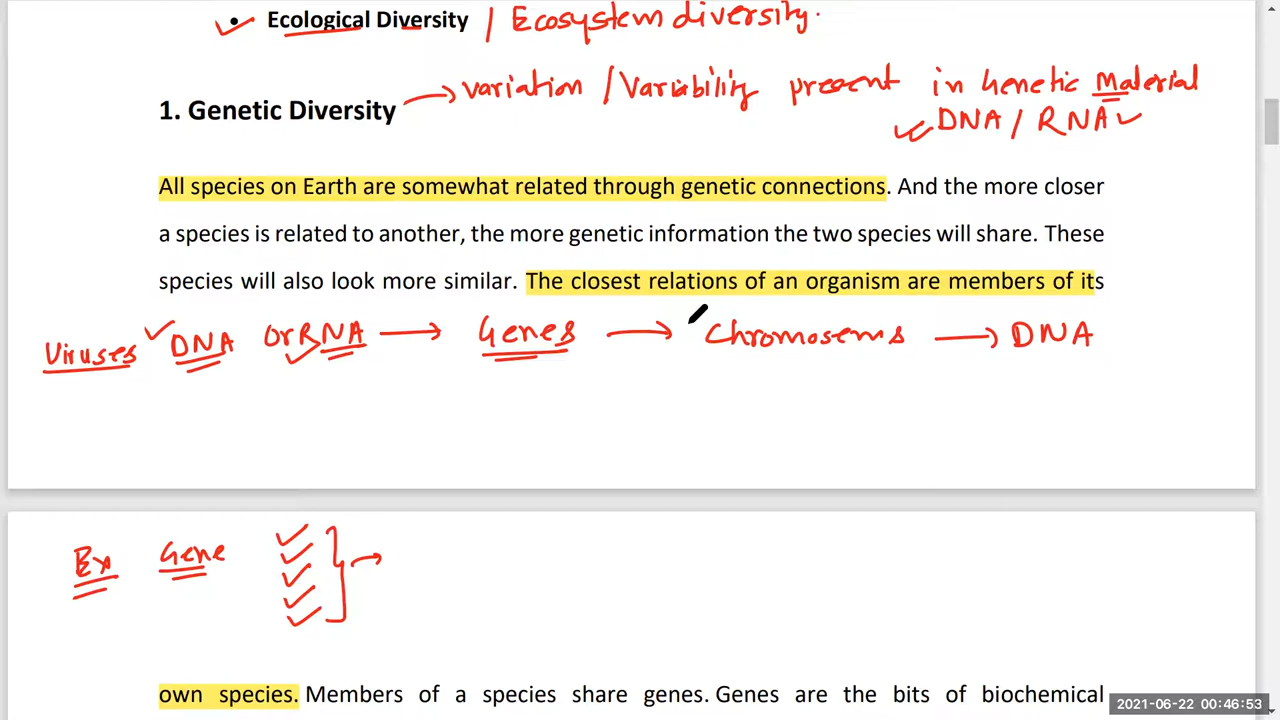 • Ecological Diversity / Ecosystem diversity.
→ variation / Variability present in Genetic Material
1. Genetic Diversity
DNA / RNA
All species on Earth are somewhat related through genetic connections. And the more closer
a species is related to another, the more genetic information the two species will share. These
species will also look more similar. The closest relations of an organism are members of its
Viruses DNA or RNA → Genes → Chromosems → DNA
Ex Gene →
own species. Members of a species share genes. Genes are the bits of biochemical
2021-06-22 00:46:53